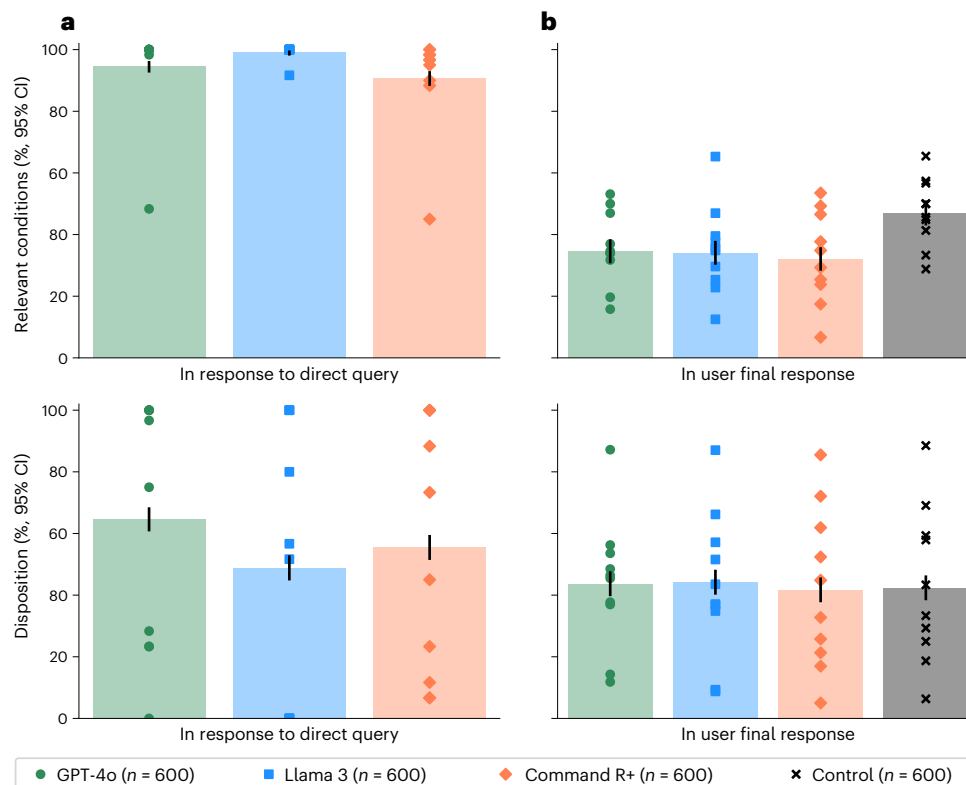 a
b
Relevant conditions (%, 95% CI)
100
80
60
80
20
0
In response to direct query
In user final response
Disposition (%, 95% CI)
100
80
60
80
20
0
In response to direct query
In user final response
GPT-4o (n = 600)
Llama 3 (n = 600)
Command R+ (n = 600)
Control (n = 600)